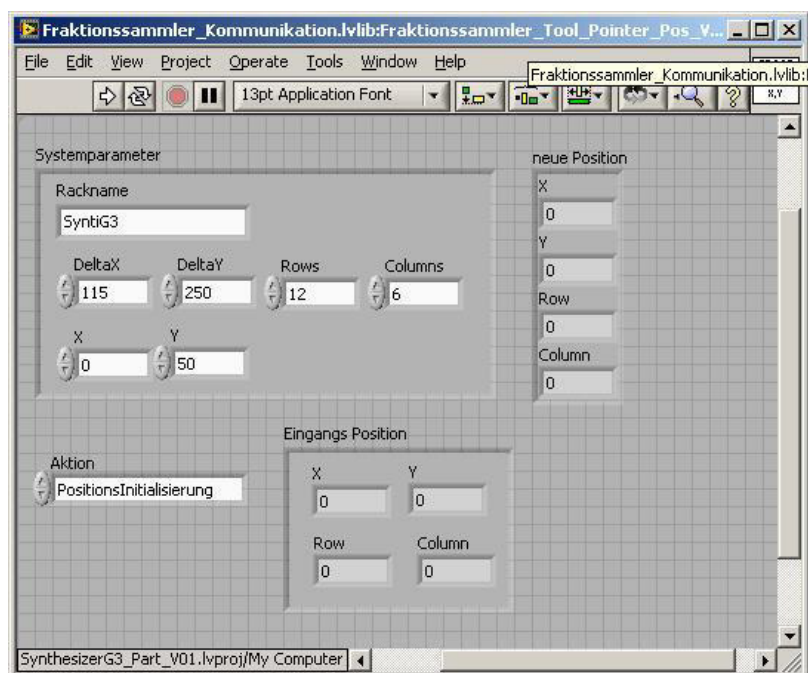 Fraktionssammler_Kommunikation.lvlib:Fraktionssammler_Tool_Pointer_Pos_V...
File Edit View Project Operate Tools Window Help
Fraktionssammler_Kommunikation.lvlib:
13pt Application Font
X,Y
Systemparameter
Rackname
SyntiG3
DeltaX DeltaY Rows Columns
115 250 12 6
X Y
0 50
neue Position
X
0
Y
0
Row
0
Column
0
Aktion
PositionsInitialisierung
Eingangs Position
X Y
0 0
Row Column
0 0
SynthesizerG3_Part_V01.lvproj/My Computer